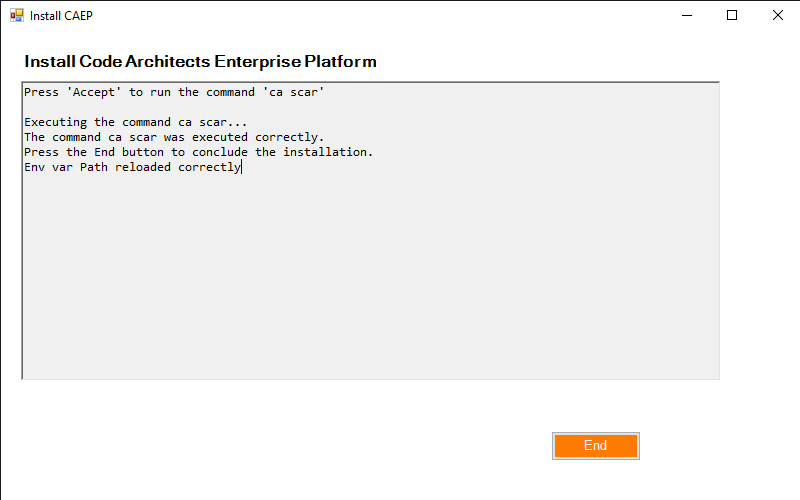 Install CAEP
Install Code Architects Enterprise Platform
Press 'Accept' to run the command 'ca scar'
Executing the command ca scar...
The command ca scar was executed correctly.
Press the End button to conclude the installation.
Env var Path reloaded correctly
End